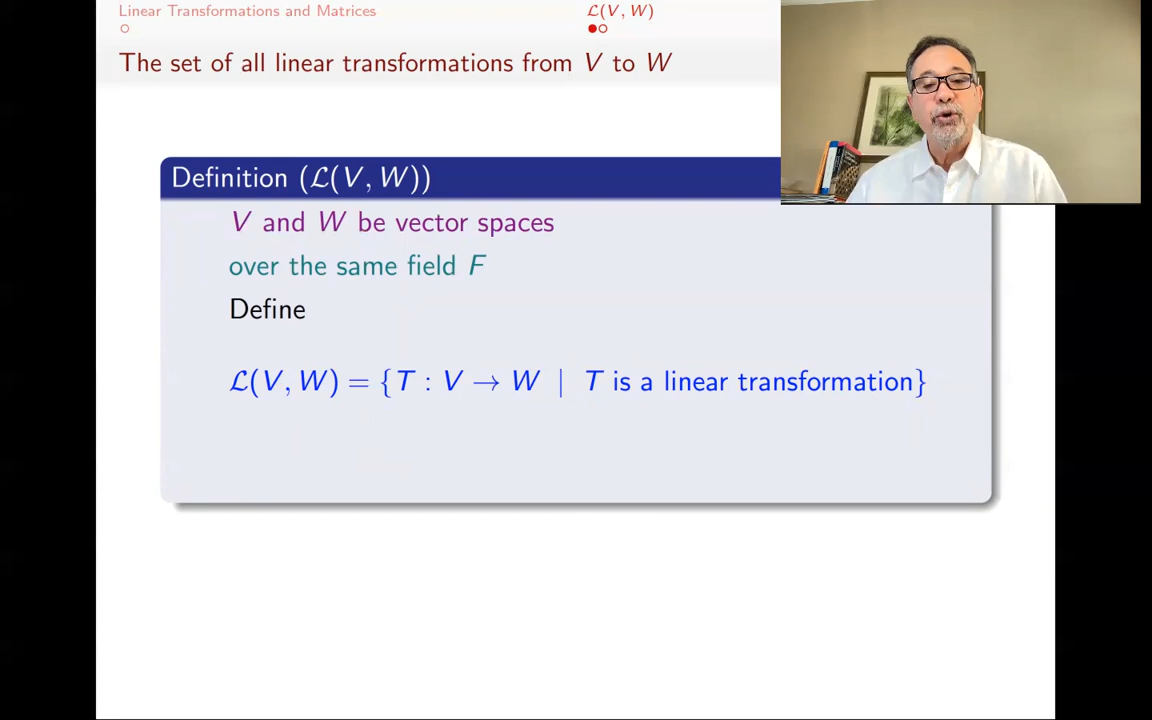 Linear Transformations and Matrices
ℒ(V, W)
The set of all linear transformations from V to W
Definition (ℒ(V, W))
V and W be vector spaces
over the same field F
Define
ℒ(V, W) = {T : V → W | T is a linear transformation}